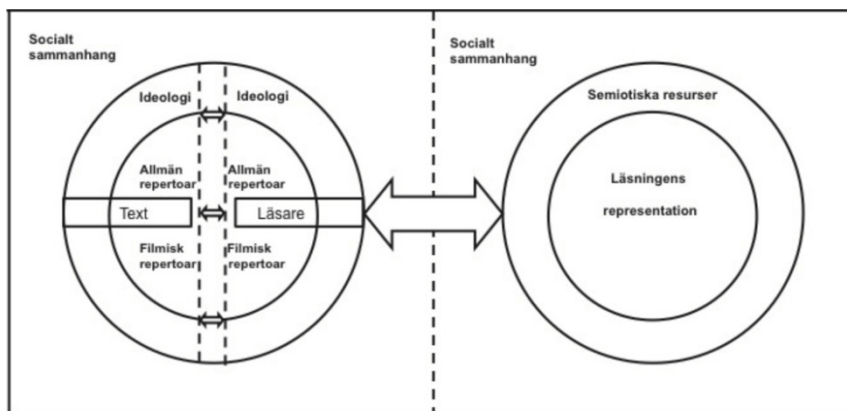 Socialt
sammanhang
Ideologi
Ideologi
Allmän
repertoar
Allmän
repertoar
Text
Läsare
Filmisk
repertoar
Filmisk
repertoar
Socialt
sammanhang
Semiotiska resurser
Läsningens
representation